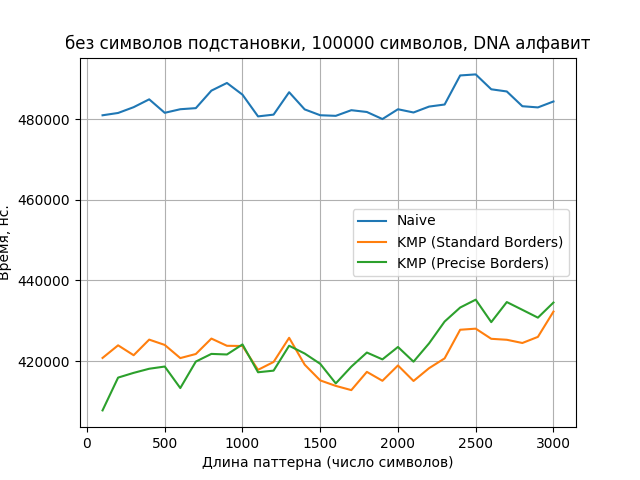 без символов подстановки, 100000 символов, DNA алфавит
480000
460000
440000
420000
Время, нс.
Naive
KMP (Standard Borders)
KMP (Precise Borders)
0 500 1000 1500 2000 2500 3000
Длина паттерна (число символов)